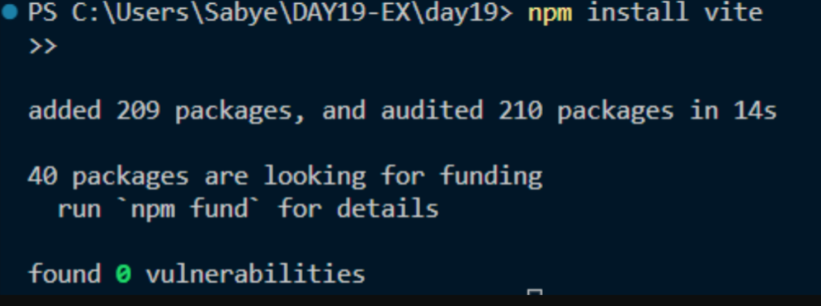 PS C:\Users\Sabye\DAY19-EX\day19> npm install vite
>>
added 209 packages, and audited 210 packages in 14s
40 packages are looking for funding
run `npm fund` for details
found 0 vulnerabilities